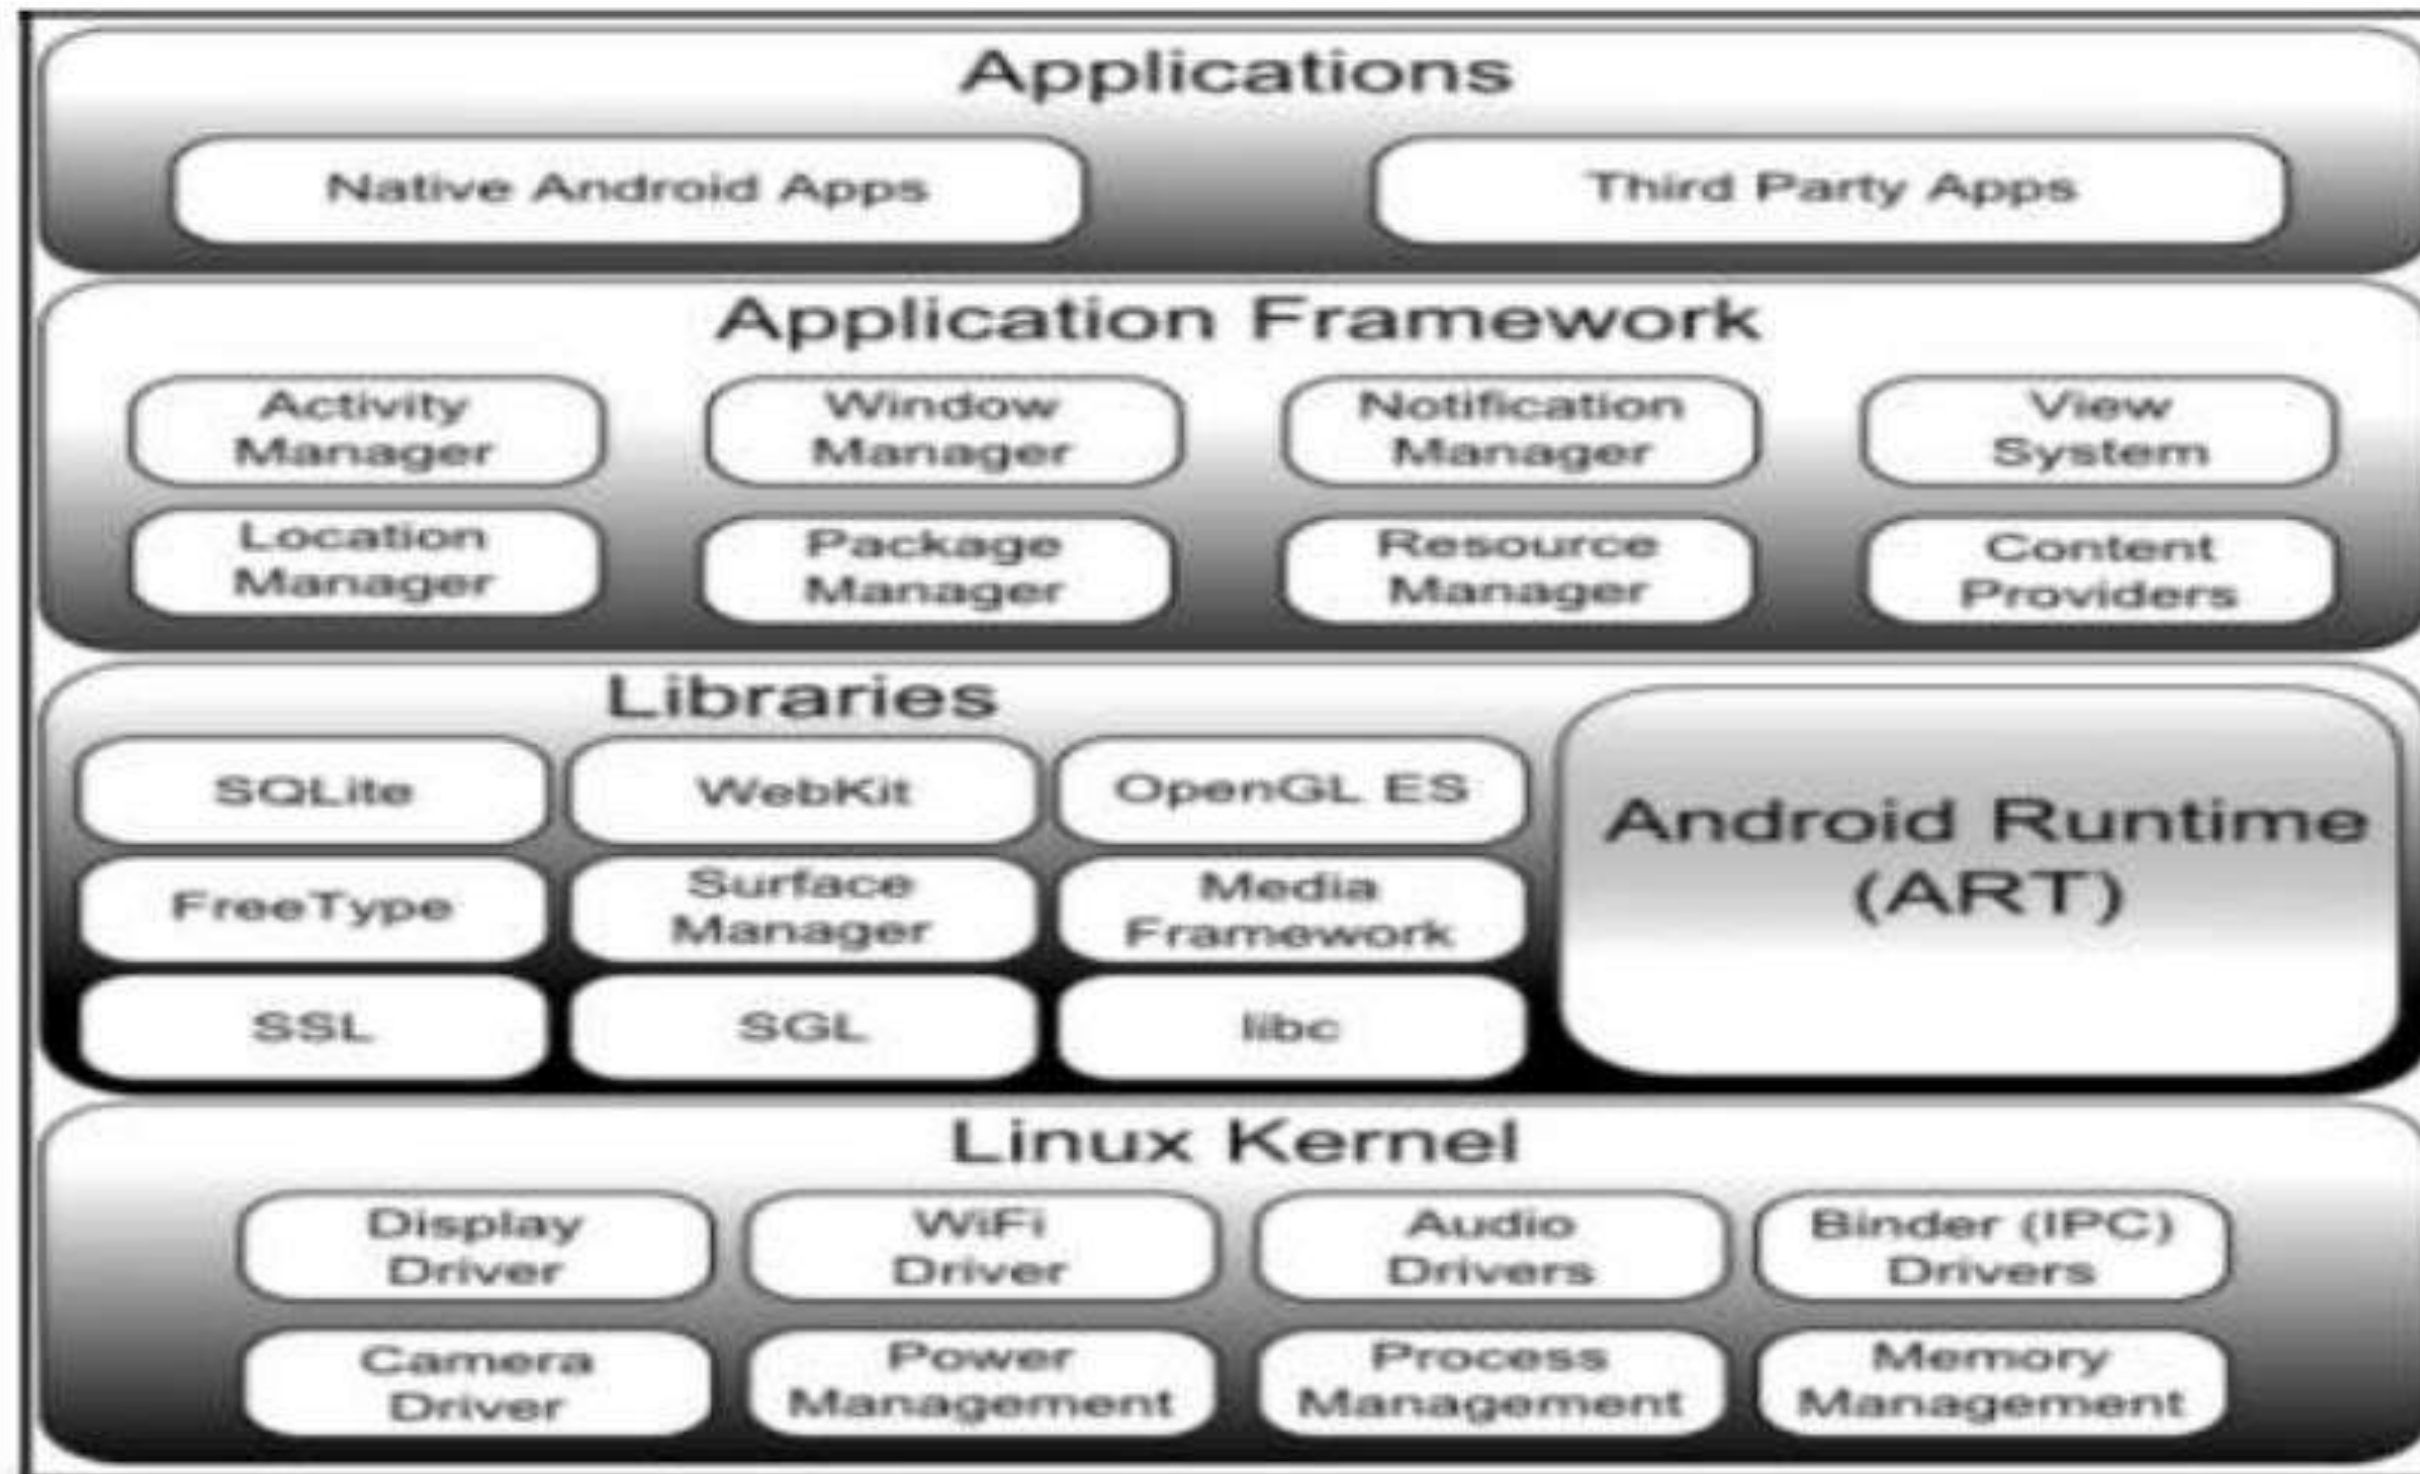 Applications
Native Android Apps
Third Party Apps
Application Framework
Activity
Manager
Window
Manager
Notification
Manager
View
System
Location
Manager
Package
Manager
Resource
Manager
Content
Providers
Libraries
SQLite
WebKit
OpenGL ES
FreeType
Surface
Manager
Media
Framework
SSL
SGL
libc
Android Runtime
(ART)
Linux Kernel
Display
Driver
WiFi
Driver
Audio
Drivers
Binder (IPC)
Drivers
Camera
Driver
Power
Management
Process
Management
Memory
Management